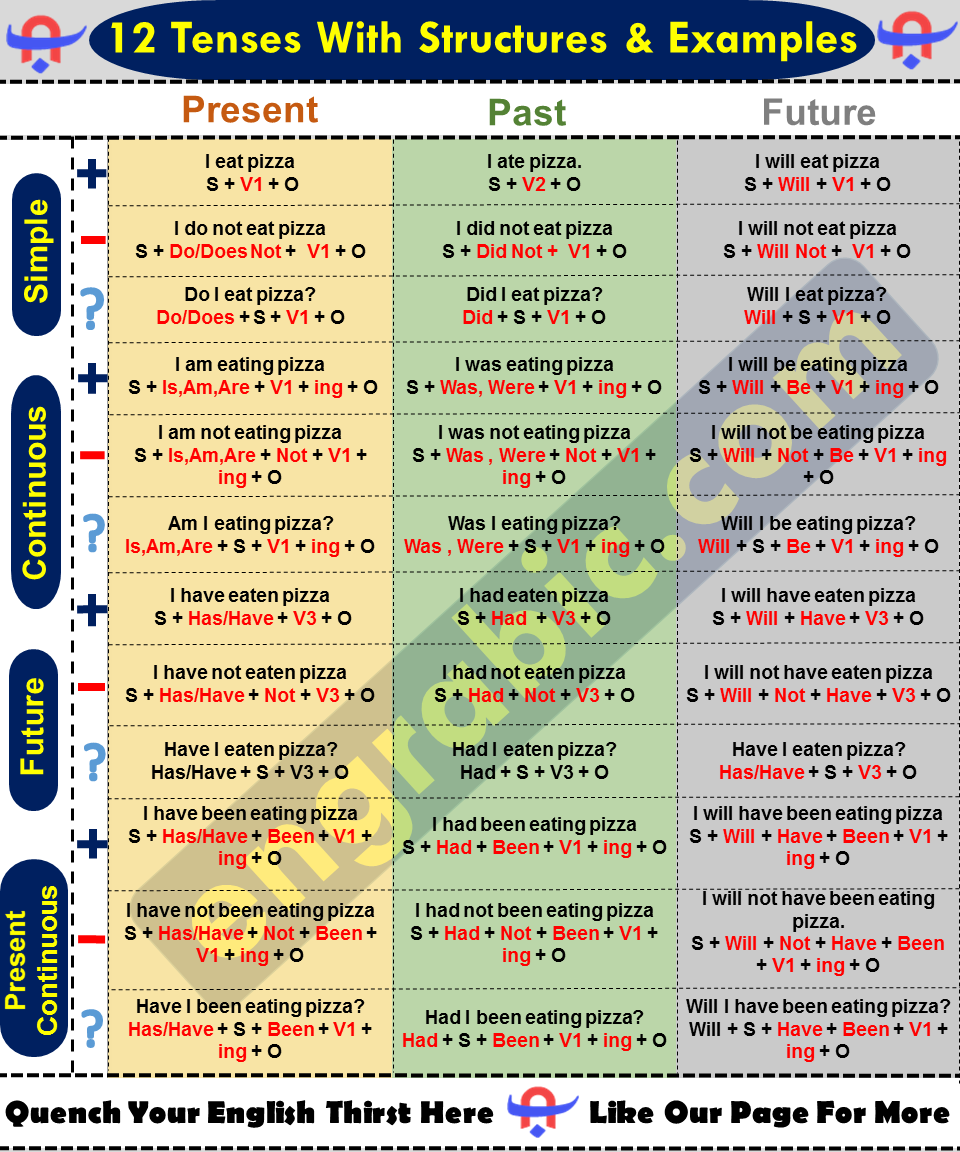 12 Tenses With Structures & Examples
Present Past Future
Simple
+
I eat pizza
S + V1 + O
I ate pizza.
S + V2 + O
I will eat pizza
S + Will + V1 + O
−
I do not eat pizza
S + Do/Does Not + V1 + O
I did not eat pizza
S + Did Not + V1 + O
I will not eat pizza
S + Will Not + V1 + O
?
Do I eat pizza?
Do/Does + S + V1 + O
Did I eat pizza?
Did + S + V1 + O
Will I eat pizza?
Will + S + V1 + O
Continuous
+
I am eating pizza
S + Is,Am,Are + V1 + ing + O
I was eating pizza
S + Was, Were + V1 + ing + O
I will be eating pizza
S + Will + Be + V1 + ing + O
−
I am not eating pizza
S + Is,Am,Are + Not + V1 +
ing + O
I was not eating pizza
S + Was , Were + Not + V1 +
ing + O
I will not be eating pizza
S + Will + Not + Be + V1 + ing
+ O
?
Am I eating pizza?
Is,Am,Are + S + V1 + ing + O
Was I eating pizza?
Was , Were + S + V1 + ing + O
Will I be eating pizza?
Will + S + Be + V1 + ing + O
Future
+
I have eaten pizza
S + Has/Have + V3 + O
I had eaten pizza
S + Had + V3 + O
I will have eaten pizza
S + Will + Have + V3 + O
−
I have not eaten pizza
S + Has/Have + Not + V3 + O
I had not eaten pizza
S + Had + Not + V3 + O
I will not have eaten pizza
S + Will + Not + Have + V3 + O
?
Have I eaten pizza?
Has/Have + S + V3 + O
Had I eaten pizza?
Had + S + V3 + O
Have I eaten pizza?
Has/Have + S + V3 + O
Present
Continuous
+
I have been eating pizza
S + Has/Have + Been + V1 +
ing + O
I had been eating pizza
S + Had + Been + V1 + ing + O
I will have been eating pizza
S + Will + Have + Been + V1 +
ing + O
−
I have not been eating pizza
S + Has/Have + Not + Been +
V1 + ing + O
I had not been eating pizza
S + Had + Not + Been + V1 +
ing + O
I will not have been eating
pizza.
S + Will + Not + Have + Been
+ V1 + ing + O
?
Have I been eating pizza?
Has/Have + S + Been + V1 +
ing + O
Had I been eating pizza?
Had + S + Been + V1 + ing + O
Will I have been eating pizza?
Will + S + Have + Been + V1 +
ing + O
engrabic.com
Quench Your English Thirst Here Like Our Page For More